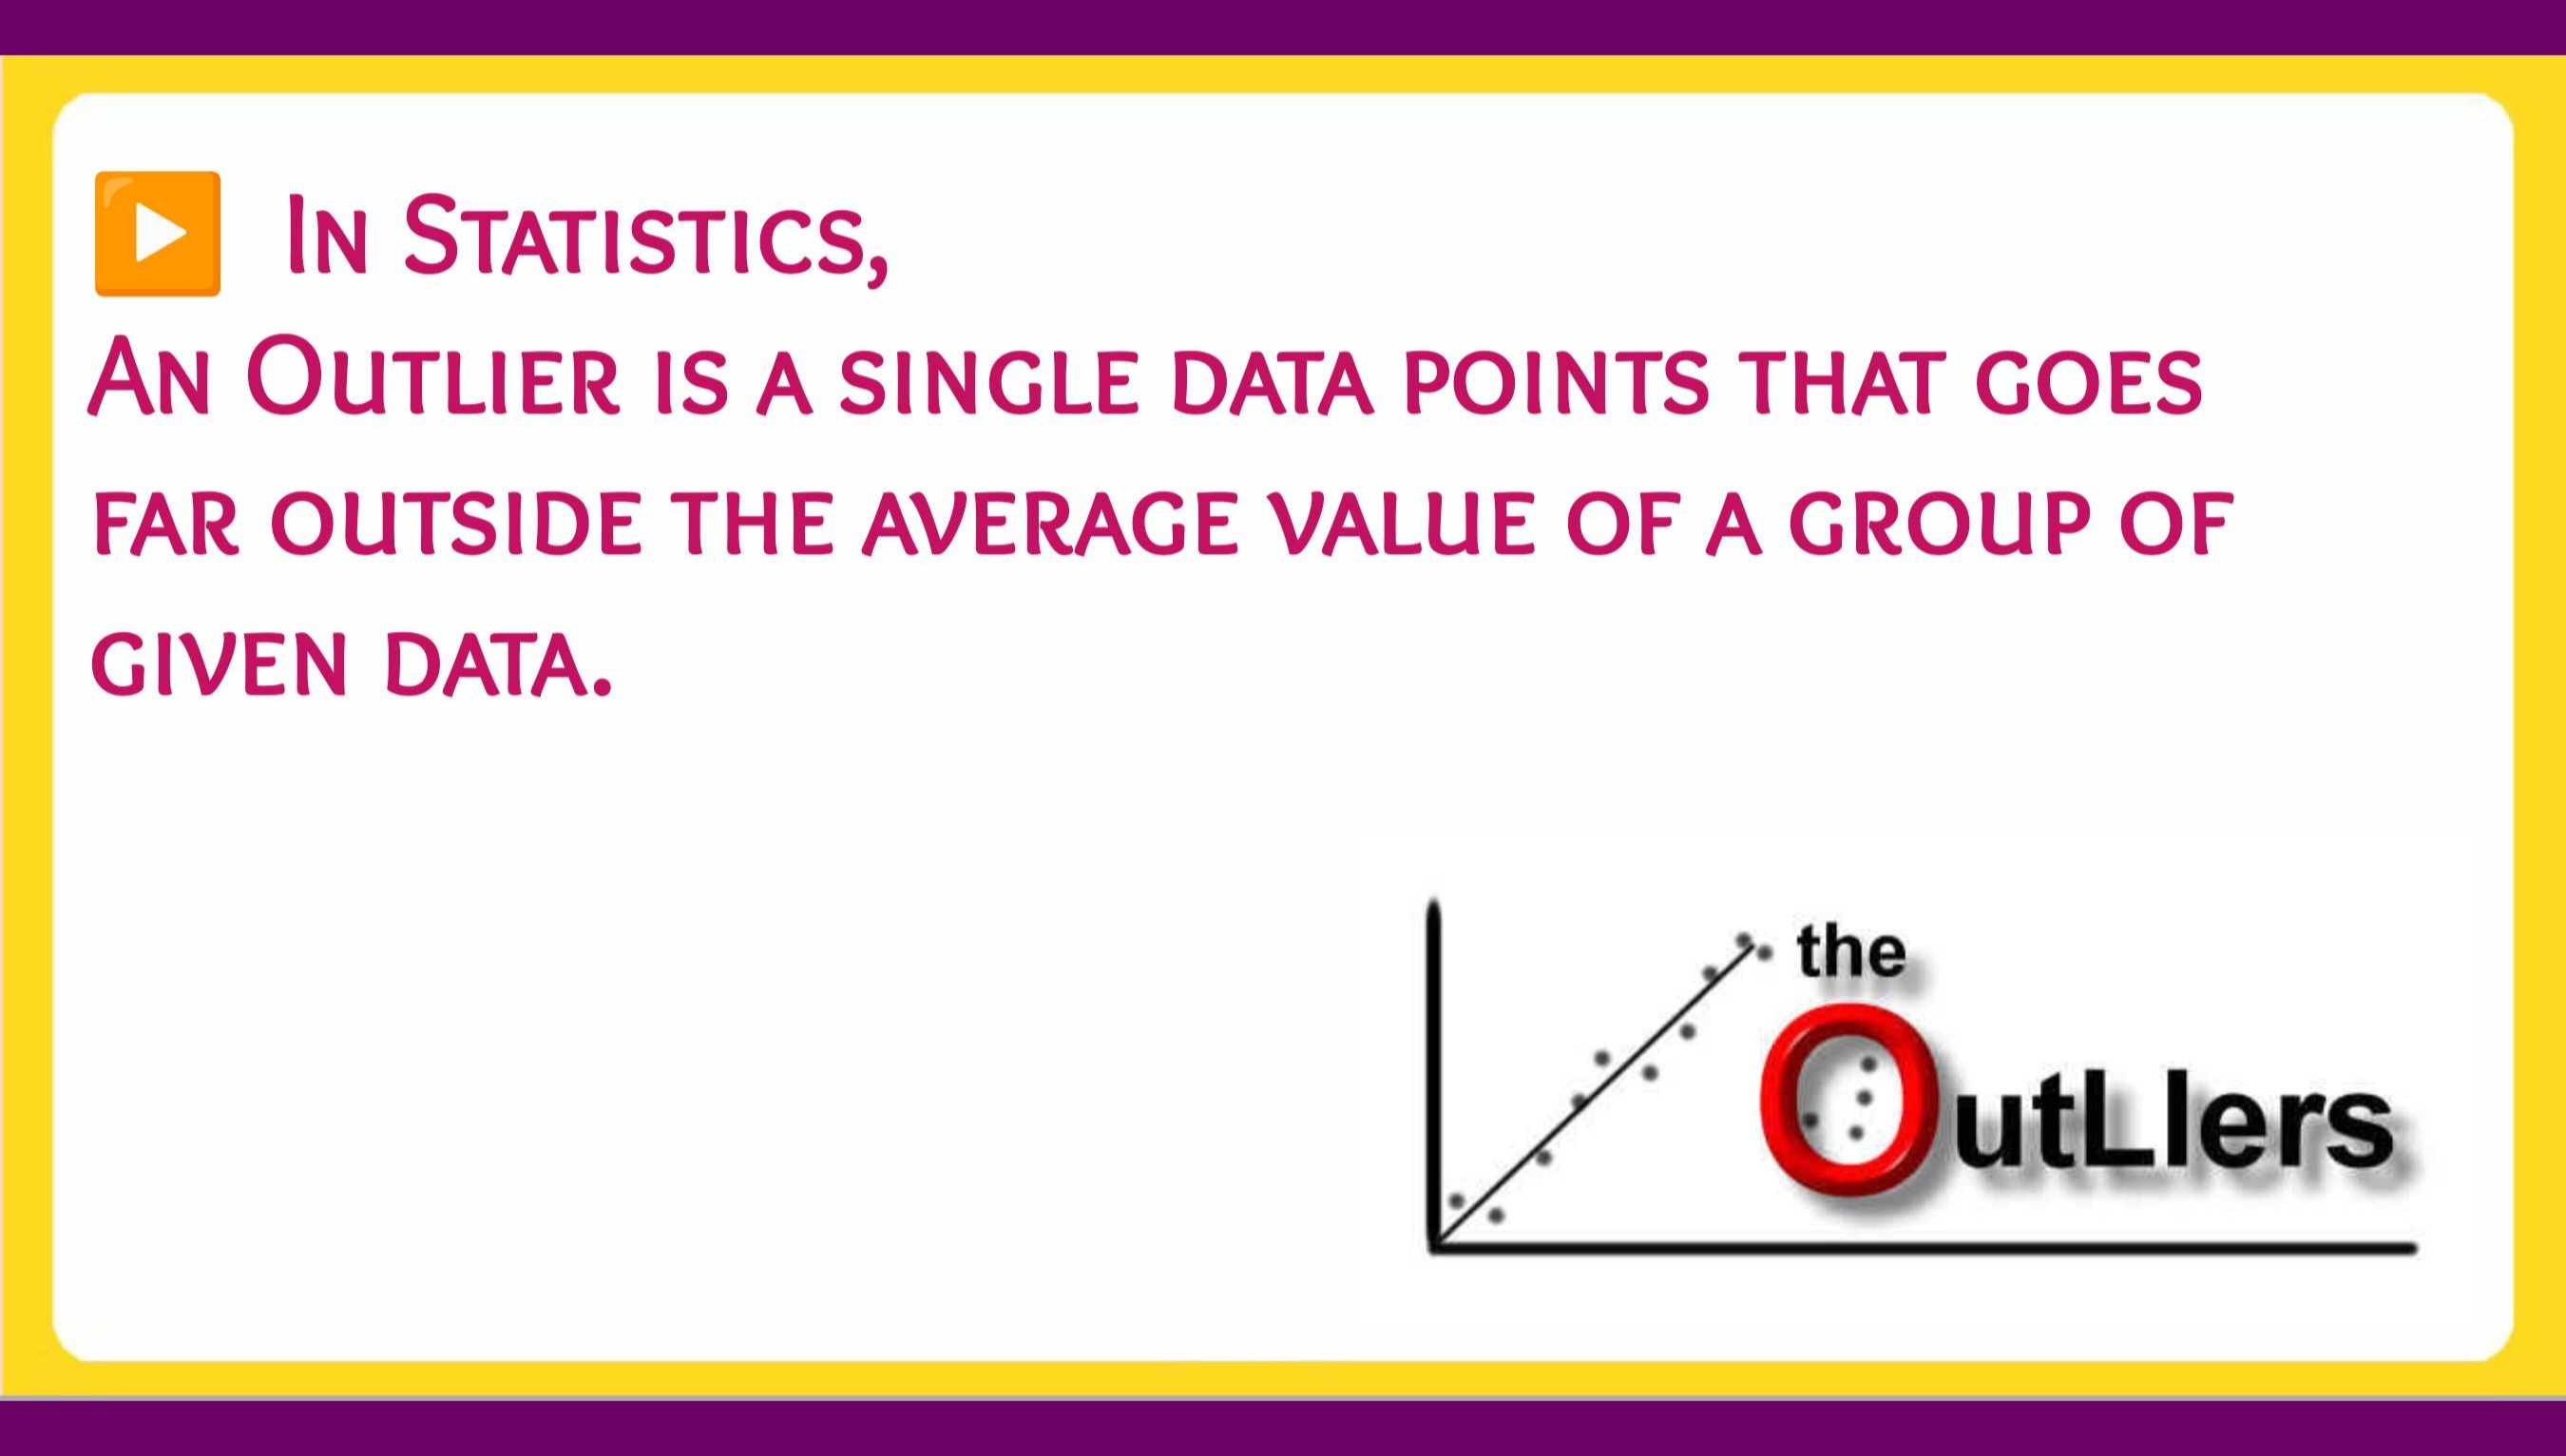 In Statistics,
An Outlier is a single data points that goes
far outside the average value of a group of
given data.
the
OutLIers